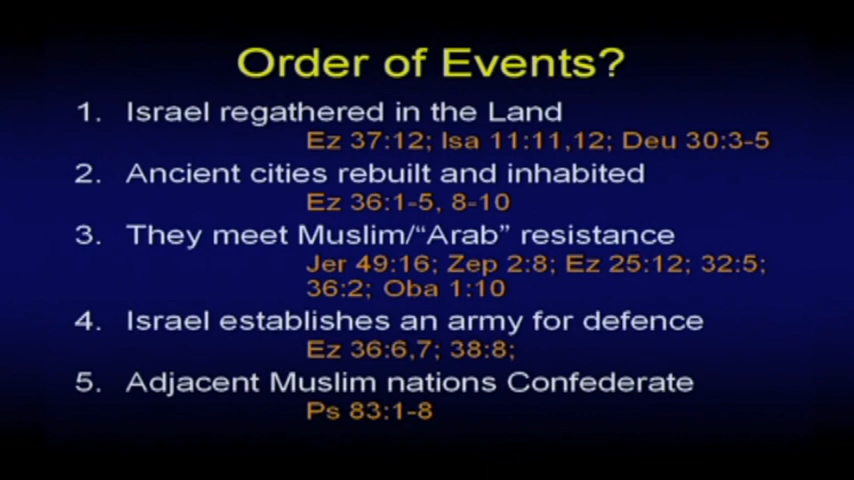 Order of Events?
1. Israel regathered in the Land
Ez 37:12; Isa 11:11,12; Deu 30:3-5
2. Ancient cities rebuilt and inhabited
Ez 36:1-5, 8-10
3. They meet Muslim/“Arab” resistance
Jer 49:16; Zep 2:8; Ez 25:12; 32:5;
36:2; Oba 1:10
4. Israel establishes an army for defence
Ez 36:6,7; 38:8;
5. Adjacent Muslim nations Confederate
Ps 83:1-8